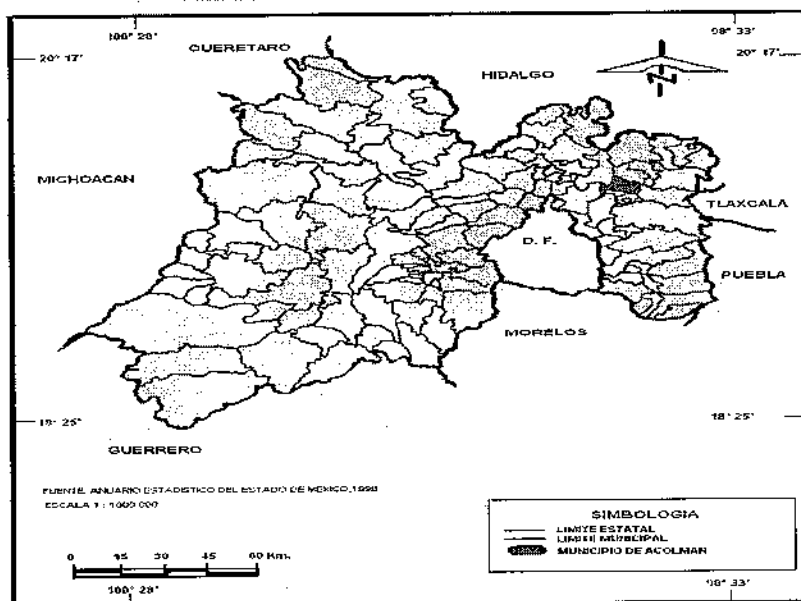 100° 28'
98° 33'
20° 17'
QUERETARO
20° 17'
HIDALGO
N
MICHOACAN
TLAXCALA
D. F.
PUEBLA
MORELOS
18° 25'
18° 25'
GUERRERO
FUENTE: ANUARIO ESTADISTICO DEL ESTADO DE MEXICO, 1998
ESCALA 1 : 1000 000
SIMBOLOGIA
LIMITE ESTATAL
LIMITE MUNICIPAL
MUNICIPIO DE ACOLMAN
0 15 30 45 60 Km.
100° 28'
98° 33'